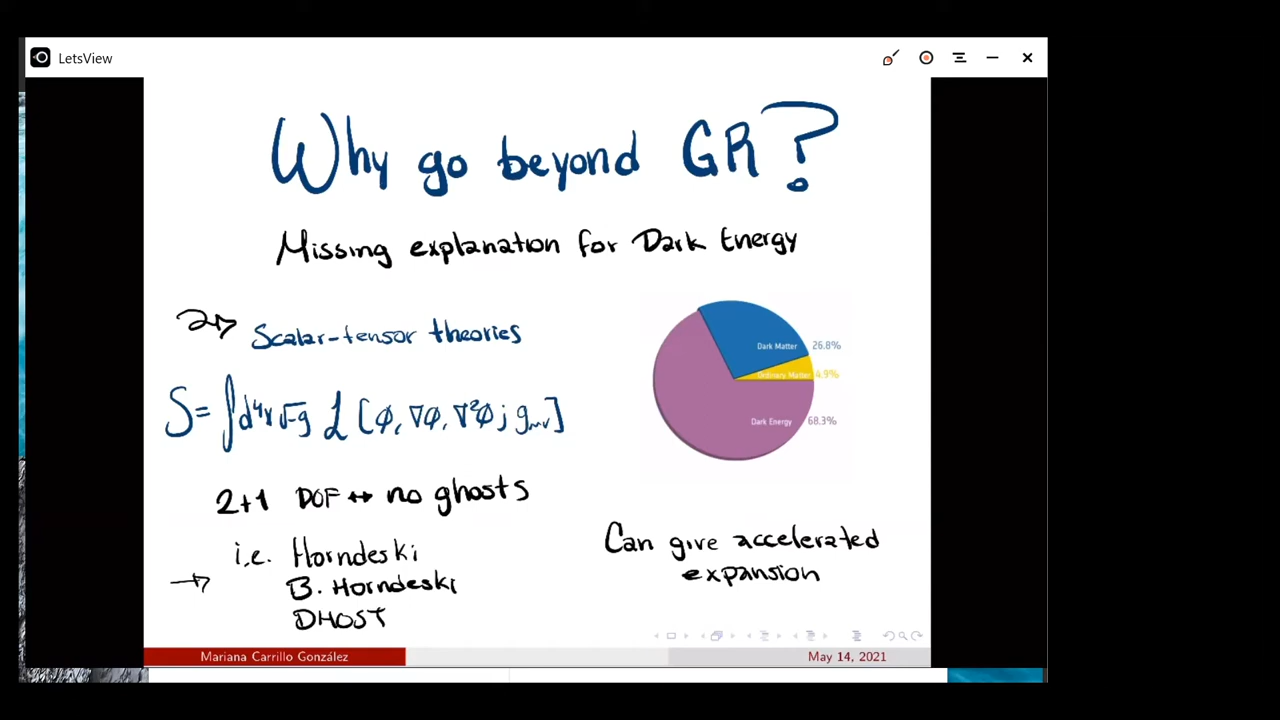 LetsView
Why go beyond GR?
Missing explanation for Dark Energy
Scalar-tensor theories
S = ∫d⁴x √-g ℒ [ϕ, ∇ϕ, ∇²ϕ; gμν]
2+1 DOF ↔ no ghosts
i.e. Horndeski
→ B. Horndeski
DHOST
Dark Matter 26.8%
Ordinary Matter 4.9%
Dark Energy 68.3%
Can give accelerated
expansion
Mariana Carrillo González
May 14, 2021